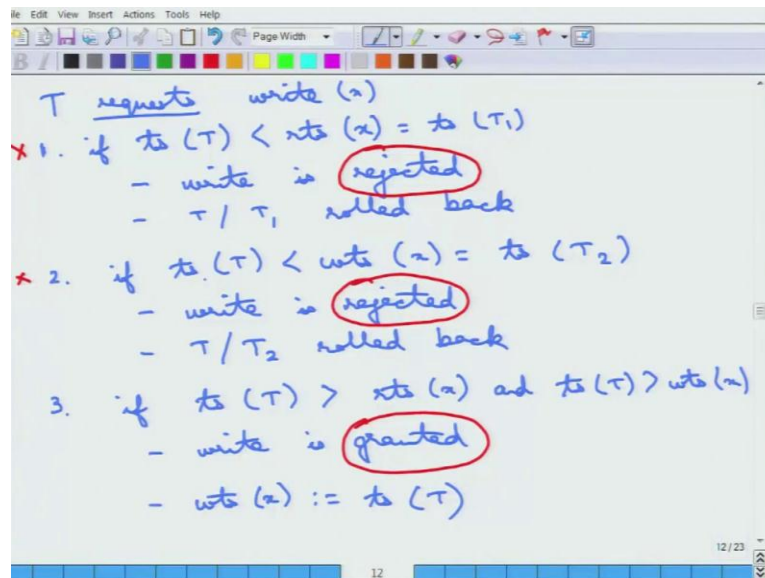 ile Edit View Insert Actions Tools Help
Page Width
B I
T requests write (x)
× 1. if ts (T) < rts (x) = ts (T1)
- write is rejected
- T / T1 rolled back
× 2. if ts (T) < wts (x) = ts (T2)
- write is rejected
- T / T2 rolled back
3. if ts (T) > rts (x) and ts (T) > wts (x)
- write is granted
- wts (x) := ts (T)
12 / 23
12